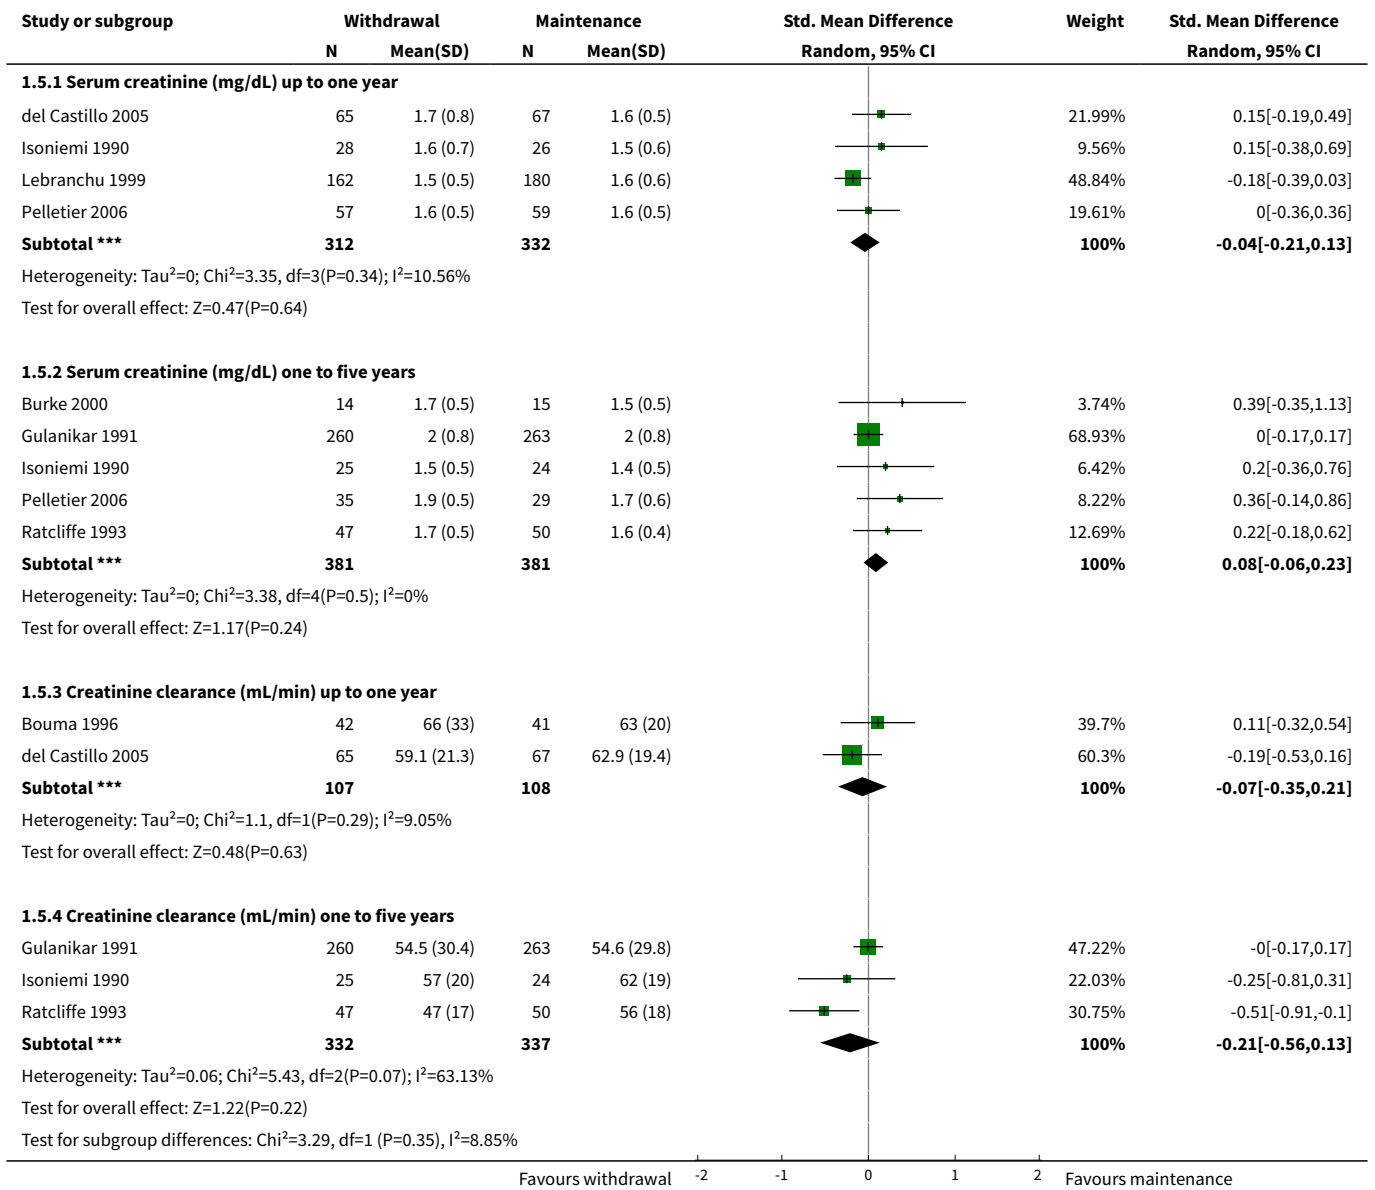 Study or subgroup Withdrawal Maintenance Std. Mean Difference Weight Std. Mean Difference
N Mean(SD) N Mean(SD) Random, 95% CI Random, 95% CI
1.5.1 Serum creatinine (mg/dL) up to one year
del Castillo 2005 65 1.7 (0.8) 67 1.6 (0.5) 21.99% 0.15[-0.19,0.49]
Isoniemi 1990 28 1.6 (0.7) 26 1.5 (0.6) 9.56% 0.15[-0.38,0.69]
Lebranchu 1999 162 1.5 (0.5) 180 1.6 (0.6) 48.84% -0.18[-0.39,0.03]
Pelletier 2006 57 1.6 (0.5) 59 1.6 (0.5) 19.61% 0[-0.36,0.36]
Subtotal *** 312 332 100% -0.04[-0.21,0.13]
Heterogeneity: Tau²=0; Chi²=3.35, df=3(P=0.34); I²=10.56%
Test for overall effect: Z=0.47(P=0.64)
1.5.2 Serum creatinine (mg/dL) one to five years
Burke 2000 14 1.7 (0.5) 15 1.5 (0.5) 3.74% 0.39[-0.35,1.13]
Gulanikar 1991 260 2 (0.8) 263 2 (0.8) 68.93% 0[-0.17,0.17]
Isoniemi 1990 25 1.5 (0.5) 24 1.4 (0.5) 6.42% 0.2[-0.36,0.76]
Pelletier 2006 35 1.9 (0.5) 29 1.7 (0.6) 8.22% 0.36[-0.14,0.86]
Ratcliffe 1993 47 1.7 (0.5) 50 1.6 (0.4) 12.69% 0.22[-0.18,0.62]
Subtotal *** 381 381 100% 0.08[-0.06,0.23]
Heterogeneity: Tau²=0; Chi²=3.38, df=4(P=0.5); I²=0%
Test for overall effect: Z=1.17(P=0.24)
1.5.3 Creatinine clearance (mL/min) up to one year
Bouma 1996 42 66 (33) 41 63 (20) 39.7% 0.11[-0.32,0.54]
del Castillo 2005 65 59.1 (21.3) 67 62.9 (19.4) 60.3% -0.19[-0.53,0.16]
Subtotal *** 107 108 100% -0.07[-0.35,0.21]
Heterogeneity: Tau²=0; Chi²=1.1, df=1(P=0.29); I²=9.05%
Test for overall effect: Z=0.48(P=0.63)
1.5.4 Creatinine clearance (mL/min) one to five years
Gulanikar 1991 260 54.5 (30.4) 263 54.6 (29.8) 47.22% -0[-0.17,0.17]
Isoniemi 1990 25 57 (20) 24 62 (19) 22.03% -0.25[-0.81,0.31]
Ratcliffe 1993 47 47 (17) 50 56 (18) 30.75% -0.51[-0.91,-0.1]
Subtotal *** 332 337 100% -0.21[-0.56,0.13]
Heterogeneity: Tau²=0.06; Chi²=5.43, df=2(P=0.07); I²=63.13%
Test for overall effect: Z=1.22(P=0.22)
Test for subgroup differences: Chi²=3.29, df=1 (P=0.35), I²=8.85%
Favours withdrawal -2 -1 0 1 2 Favours maintenance